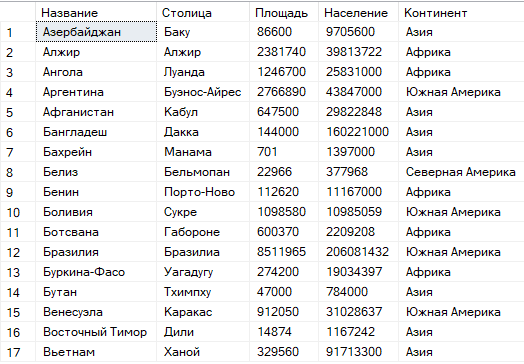 Название Столица Площадь Население Континент
1 Азербайджан Баку 86600 9705600 Азия
2 Алжир Алжир 2381740 39813722 Африка
3 Ангола Луанда 1246700 25831000 Африка
4 Аргентина Буэнос-Айрес 2766890 43847000 Южная Америка
5 Афганистан Кабул 647500 29822848 Азия
6 Бангладеш Дакка 144000 160221000 Азия
7 Бахрейн Манама 701 1397000 Азия
8 Белиз Бельмопан 22966 377968 Северная Америка
9 Бенин Порто-Ново 112620 11167000 Африка
10 Боливия Сукре 1098580 10985059 Южная Америка
11 Ботсвана Габороне 600370 2209208 Африка
12 Бразилия Бразилиа 8511965 206081432 Южная Америка
13 Буркина-Фасо Уагадугу 274200 19034397 Африка
14 Бутан Тхимпху 47000 784000 Азия
15 Венесуэла Каракас 912050 31028637 Южная Америка
16 Восточный Тимор Дили 14874 1167242 Азия
17 Вьетнам Ханой 329560 91713300 Азия